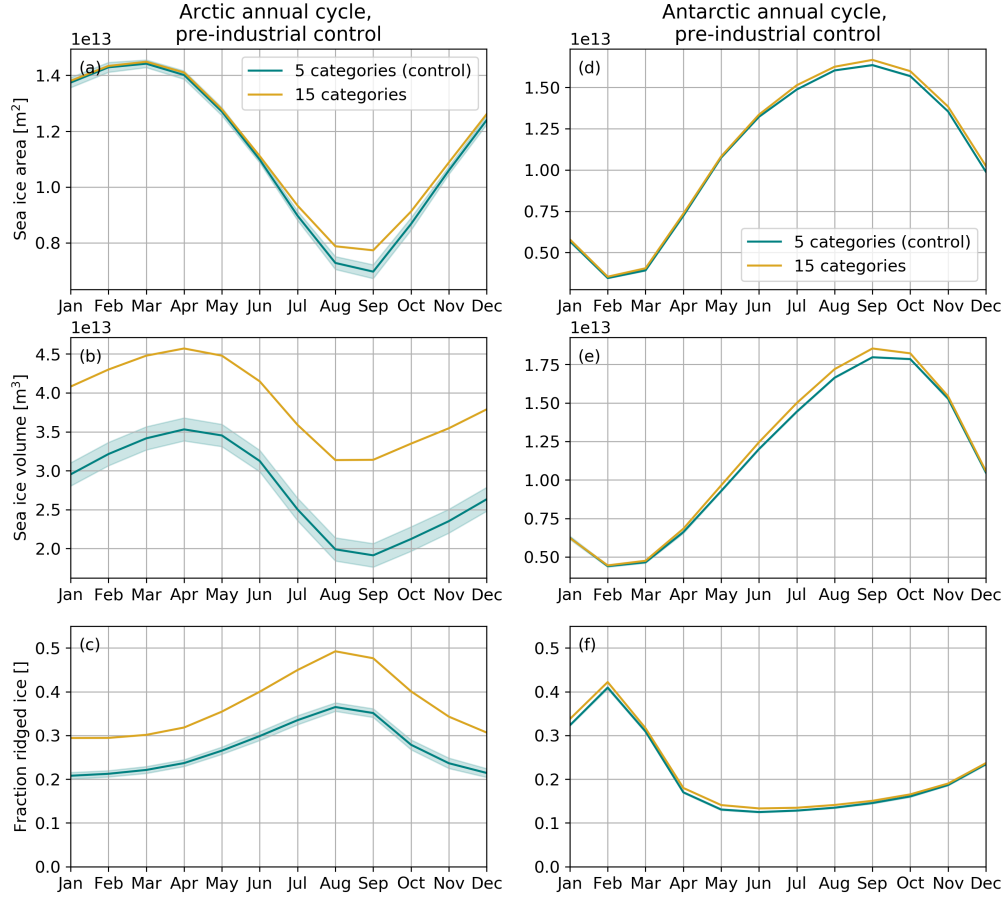 Arctic annual cycle,
pre-industrial control
1e13
(a)
5 categories (control)
15 categories
Sea ice area [m²]
1.4
1.2
1.0
0.8
Jan Feb Mar Apr May Jun Jul Aug Sep Oct Nov Dec
Antarctic annual cycle,
pre-industrial control
1e13
(d)
1.50
1.25
1.00
0.75
0.50
5 categories (control)
15 categories
Jan Feb Mar Apr May Jun Jul Aug Sep Oct Nov Dec
1e13
(b)
Sea ice volume [m³]
4.5
4.0
3.5
3.0
2.5
2.0
Jan Feb Mar Apr May Jun Jul Aug Sep Oct Nov Dec
1e13
(e)
1.75
1.50
1.25
1.00
0.75
0.50
Jan Feb Mar Apr May Jun Jul Aug Sep Oct Nov Dec
(c)
Fraction ridged ice []
0.5
0.4
0.3
0.2
0.1
0.0
Jan Feb Mar Apr May Jun Jul Aug Sep Oct Nov Dec
(f)
0.5
0.4
0.3
0.2
0.1
0.0
Jan Feb Mar Apr May Jun Jul Aug Sep Oct Nov Dec